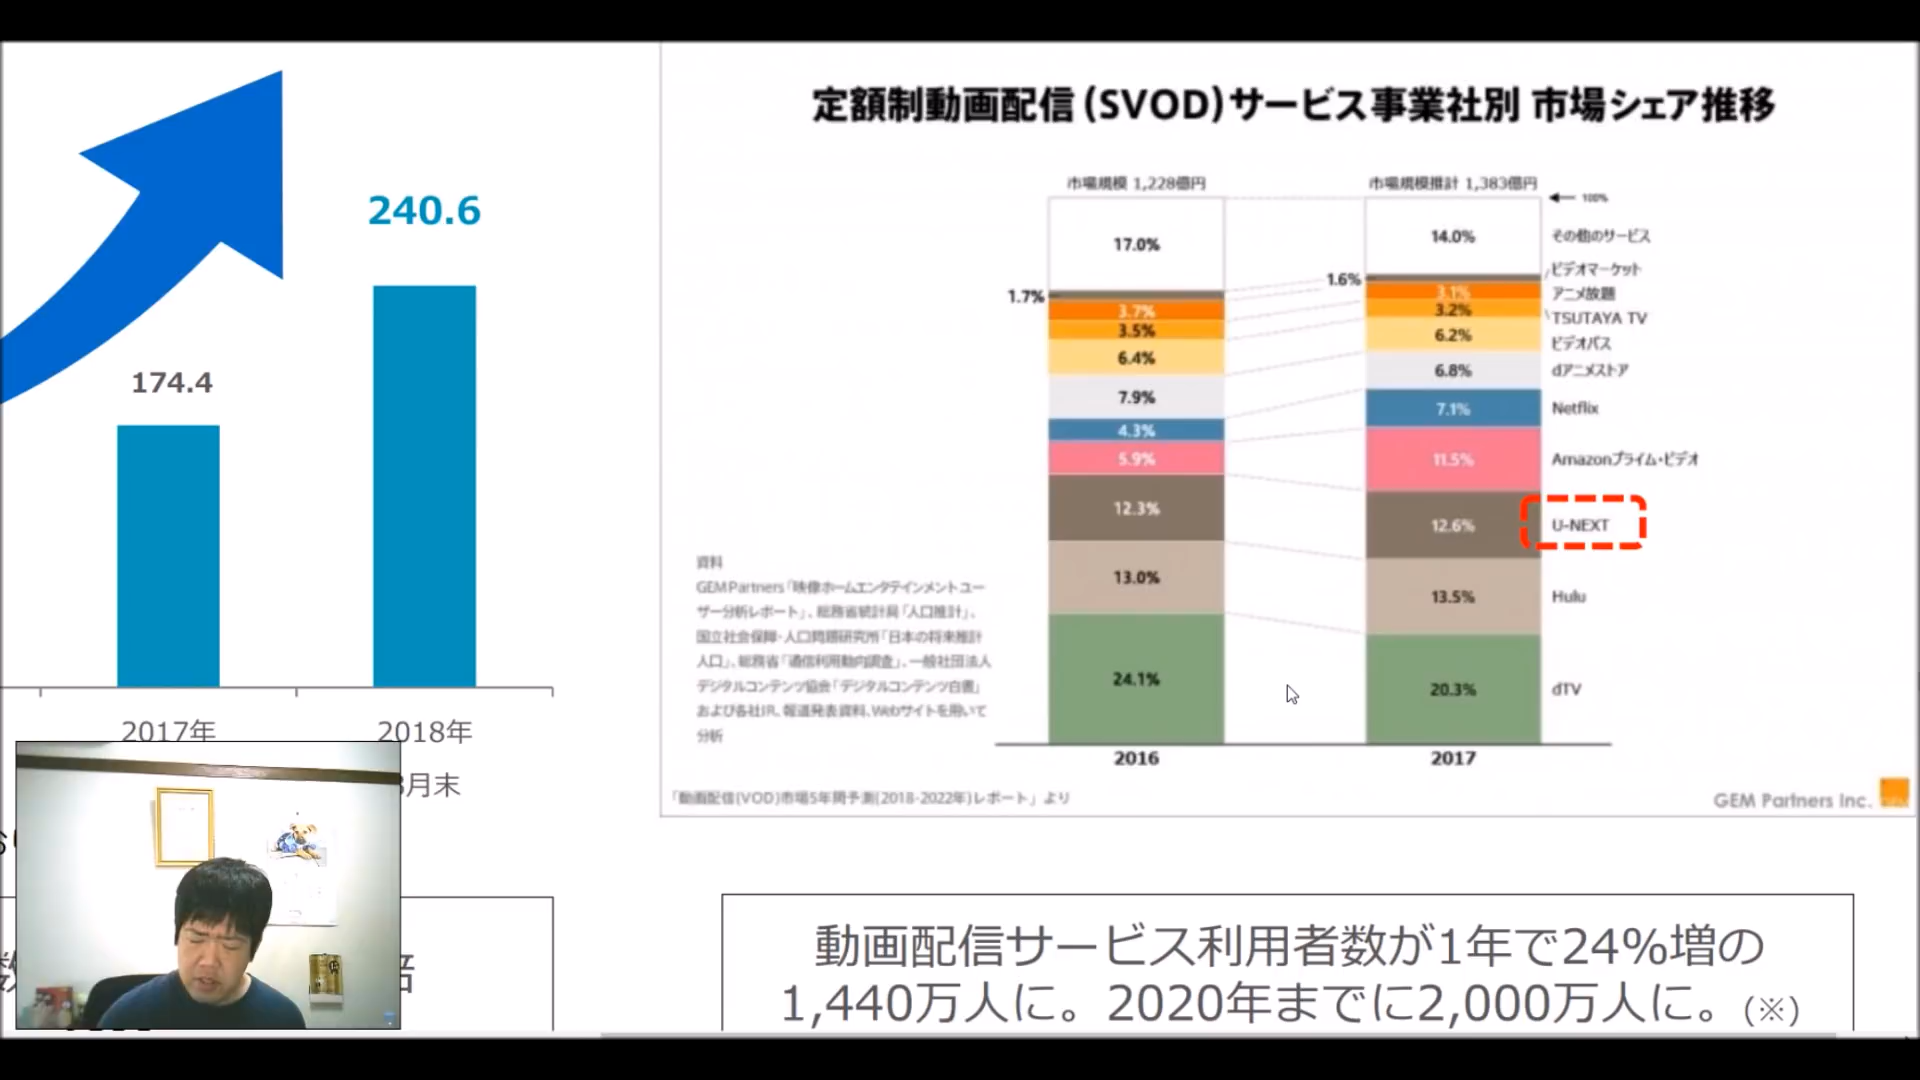 240.6
174.4
2017年
2018年
月末
定額制動画配信(SVOD)サービス事業社別 市場シェア推移
市場規模 1,228億円
市場規模推計 1,383億円
100%
17.0%
14.0%
その他のサービス
1.7%
1.6%
ビデオマーケット
3.7%
3.1%
アニメ放題
3.5%
3.2%
TSUTAYA TV
6.4%
6.2%
ビデオパス
7.9%
6.8%
dアニメストア
4.3%
7.1%
Netflix
5.9%
11.5%
Amazonプライム・ビデオ
12.3%
12.6%
U-NEXT
13.0%
13.5%
Hulu
24.1%
20.3%
dTV
2016
2017
資料
GEM Partners「映像ホームエンタテインメントユー
ザー分析レポート」、総務省統計局「人口推計」、
国立社会保障・人口問題研究所「日本の将来推計
人口」、総務省「通信利用動向調査」、一般社団法人
デジタルコンテンツ協会「デジタルコンテンツ白書」
および各社IR、報道発表資料、Webサイトを用いて
分析
「動画配信(VOD)市場5年間予測(2018-2022年)レポート」より
GEM Partners Inc.
動画配信サービス利用者数が1年で24%増の
1,440万人に。2020年までに2,000万人に。(※)